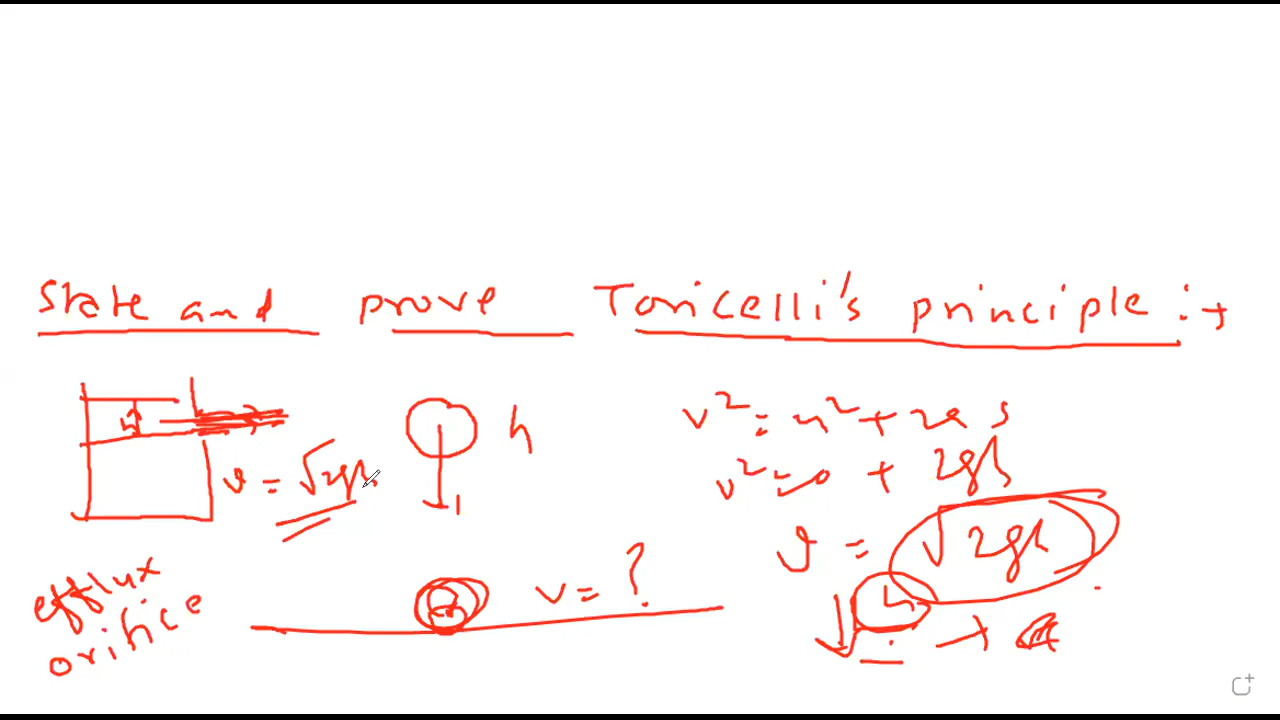 State and prove Toricelli's principle :→
h
h
v² = u² + 2as
v² = 0 + 2gh
v = √2gh
v = √2gh
v = ?
efflux
orifice